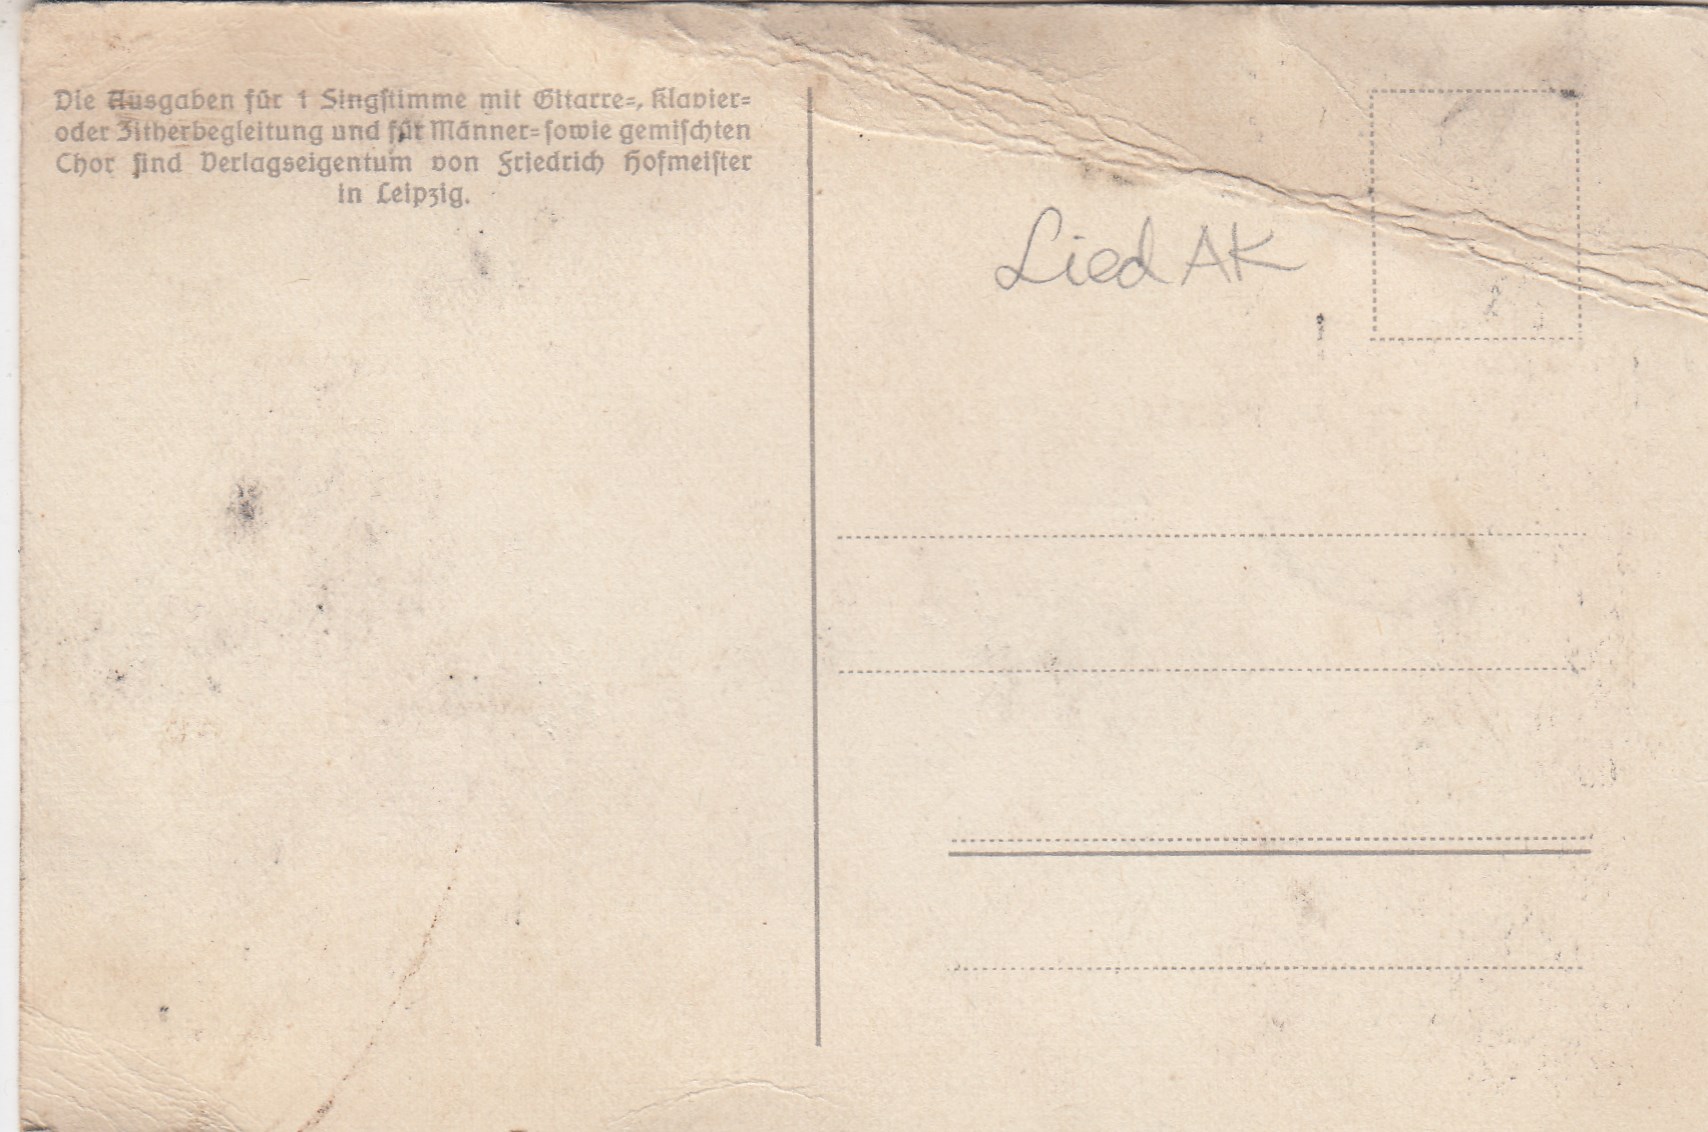 Die Ausgaben für 1 Singstimme mit Gitarre-, Klavier-
oder Zitherbegleitung und für Männer- sowie gemischten
Chor sind Verlagseigentum von Friedrich Hofmeister
in Leipzig.
Lied AK